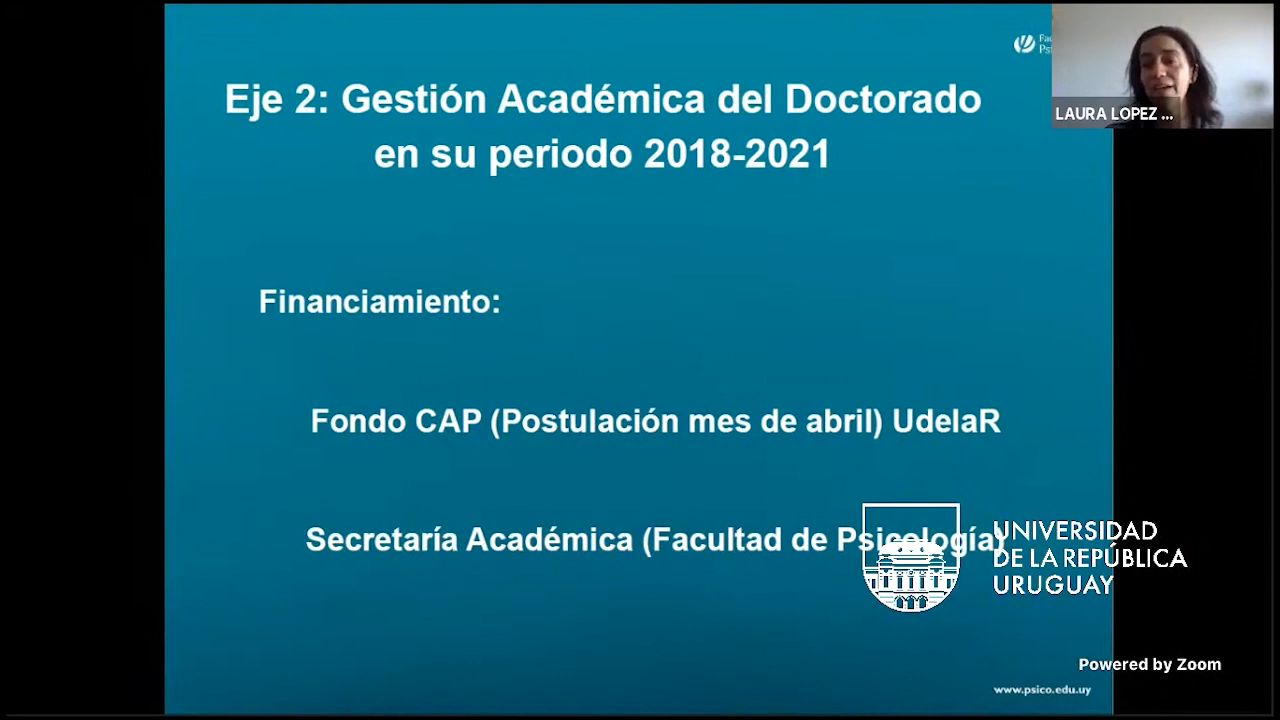 Eje 2: Gestión Académica del Doctorado
en su periodo 2018-2021
LAURA LOPEZ ...
Financiamiento:
Fondo CAP (Postulación mes de abril) UdelaR
Secretaría Académica (Facultad de Psicología)
UNIVERSIDAD
DE LA REPÚBLICA
URUGUAY
Powered by Zoom
www.psico.edu.uy